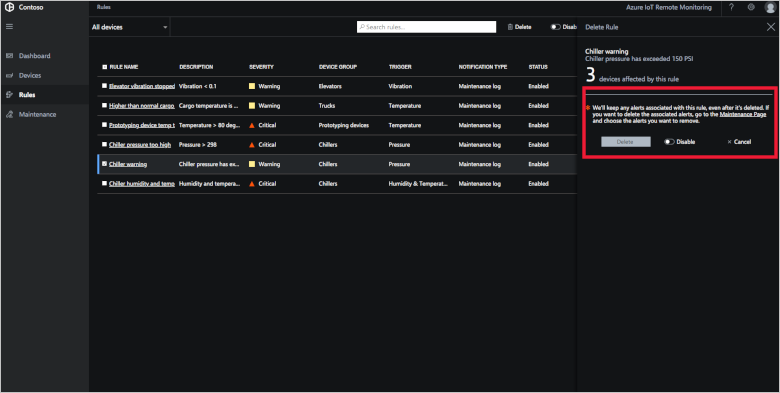 Contoso
Rules
Azure IoT Remote Monitoring
?
All devices
Search rules...
Delete
Disab
Delete Rule
Dashboard
Devices
Rules
Maintenance
Chiller warning
Chiller pressure has exceeded 150 PSI
3 devices affected by this rule
RULE NAME DESCRIPTION SEVERITY DEVICE GROUP TRIGGER NOTIFICATION TYPE STATUS
Elevator vibration stopped Vibration < 0.1 Warning Elevators Vibration Maintenance log Enabled
Higher than normal cargo Cargo temperature is ... Warning Trucks Temperature Maintenance log Enabled
Prototyping device temp t Temperature > 80 deg... Critical Prototyping devices Temperature Maintenance log Enabled
Chiller pressure too high Pressure > 298 Critical Chillers Pressure Maintenance log Enabled
Chiller warning Chiller pressure has ex... Warning Chillers Pressure Maintenance log Enabled
Chiller humidity and temp Humidity and tempera... Critical Chillers Humidity & Temperat... Maintenance log Enabled
* We'll keep any alerts associated with this rule, even after it's deleted. If
you want to delete the associated alerts, go to the Maintenance Page
and choose the alerts you want to remove.
Delete
Disable
× Cancel